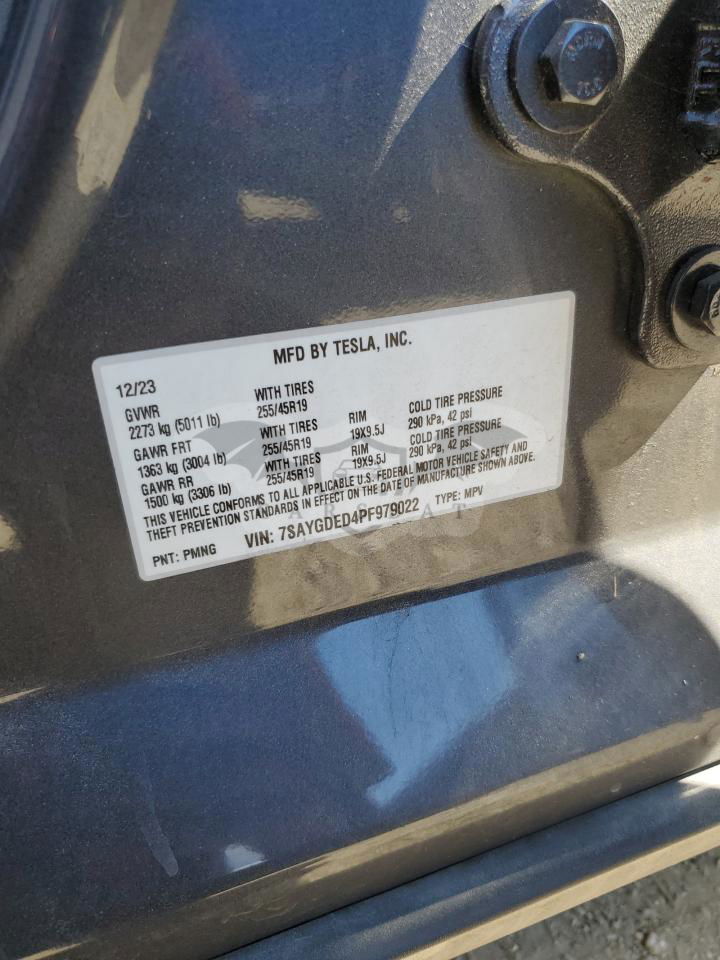 MFD BY TESLA, INC.
12/23
GVWR WITH TIRES
2273 kg (5011 lb) 255/45R19
GAWR FRT WITH TIRES RIM COLD TIRE PRESSURE
1363 kg (3004 lb) 255/45R19 19X9.5J 290 kPa, 42 psi
GAWR RR WITH TIRES RIM COLD TIRE PRESSURE
1500 kg (3306 lb) 255/45R19 19X9.5J 290 kPa, 42 psi
THIS VEHICLE CONFORMS TO ALL APPLICABLE U.S. FEDERAL MOTOR VEHICLE SAFETY AND
THEFT PREVENTION STANDARDS IN EFFECT ON THE DATE OF MANUFACTURE SHOWN ABOVE.
PNT: PMNG VIN: 7SAYGDED4PF979022 TYPE: MPV